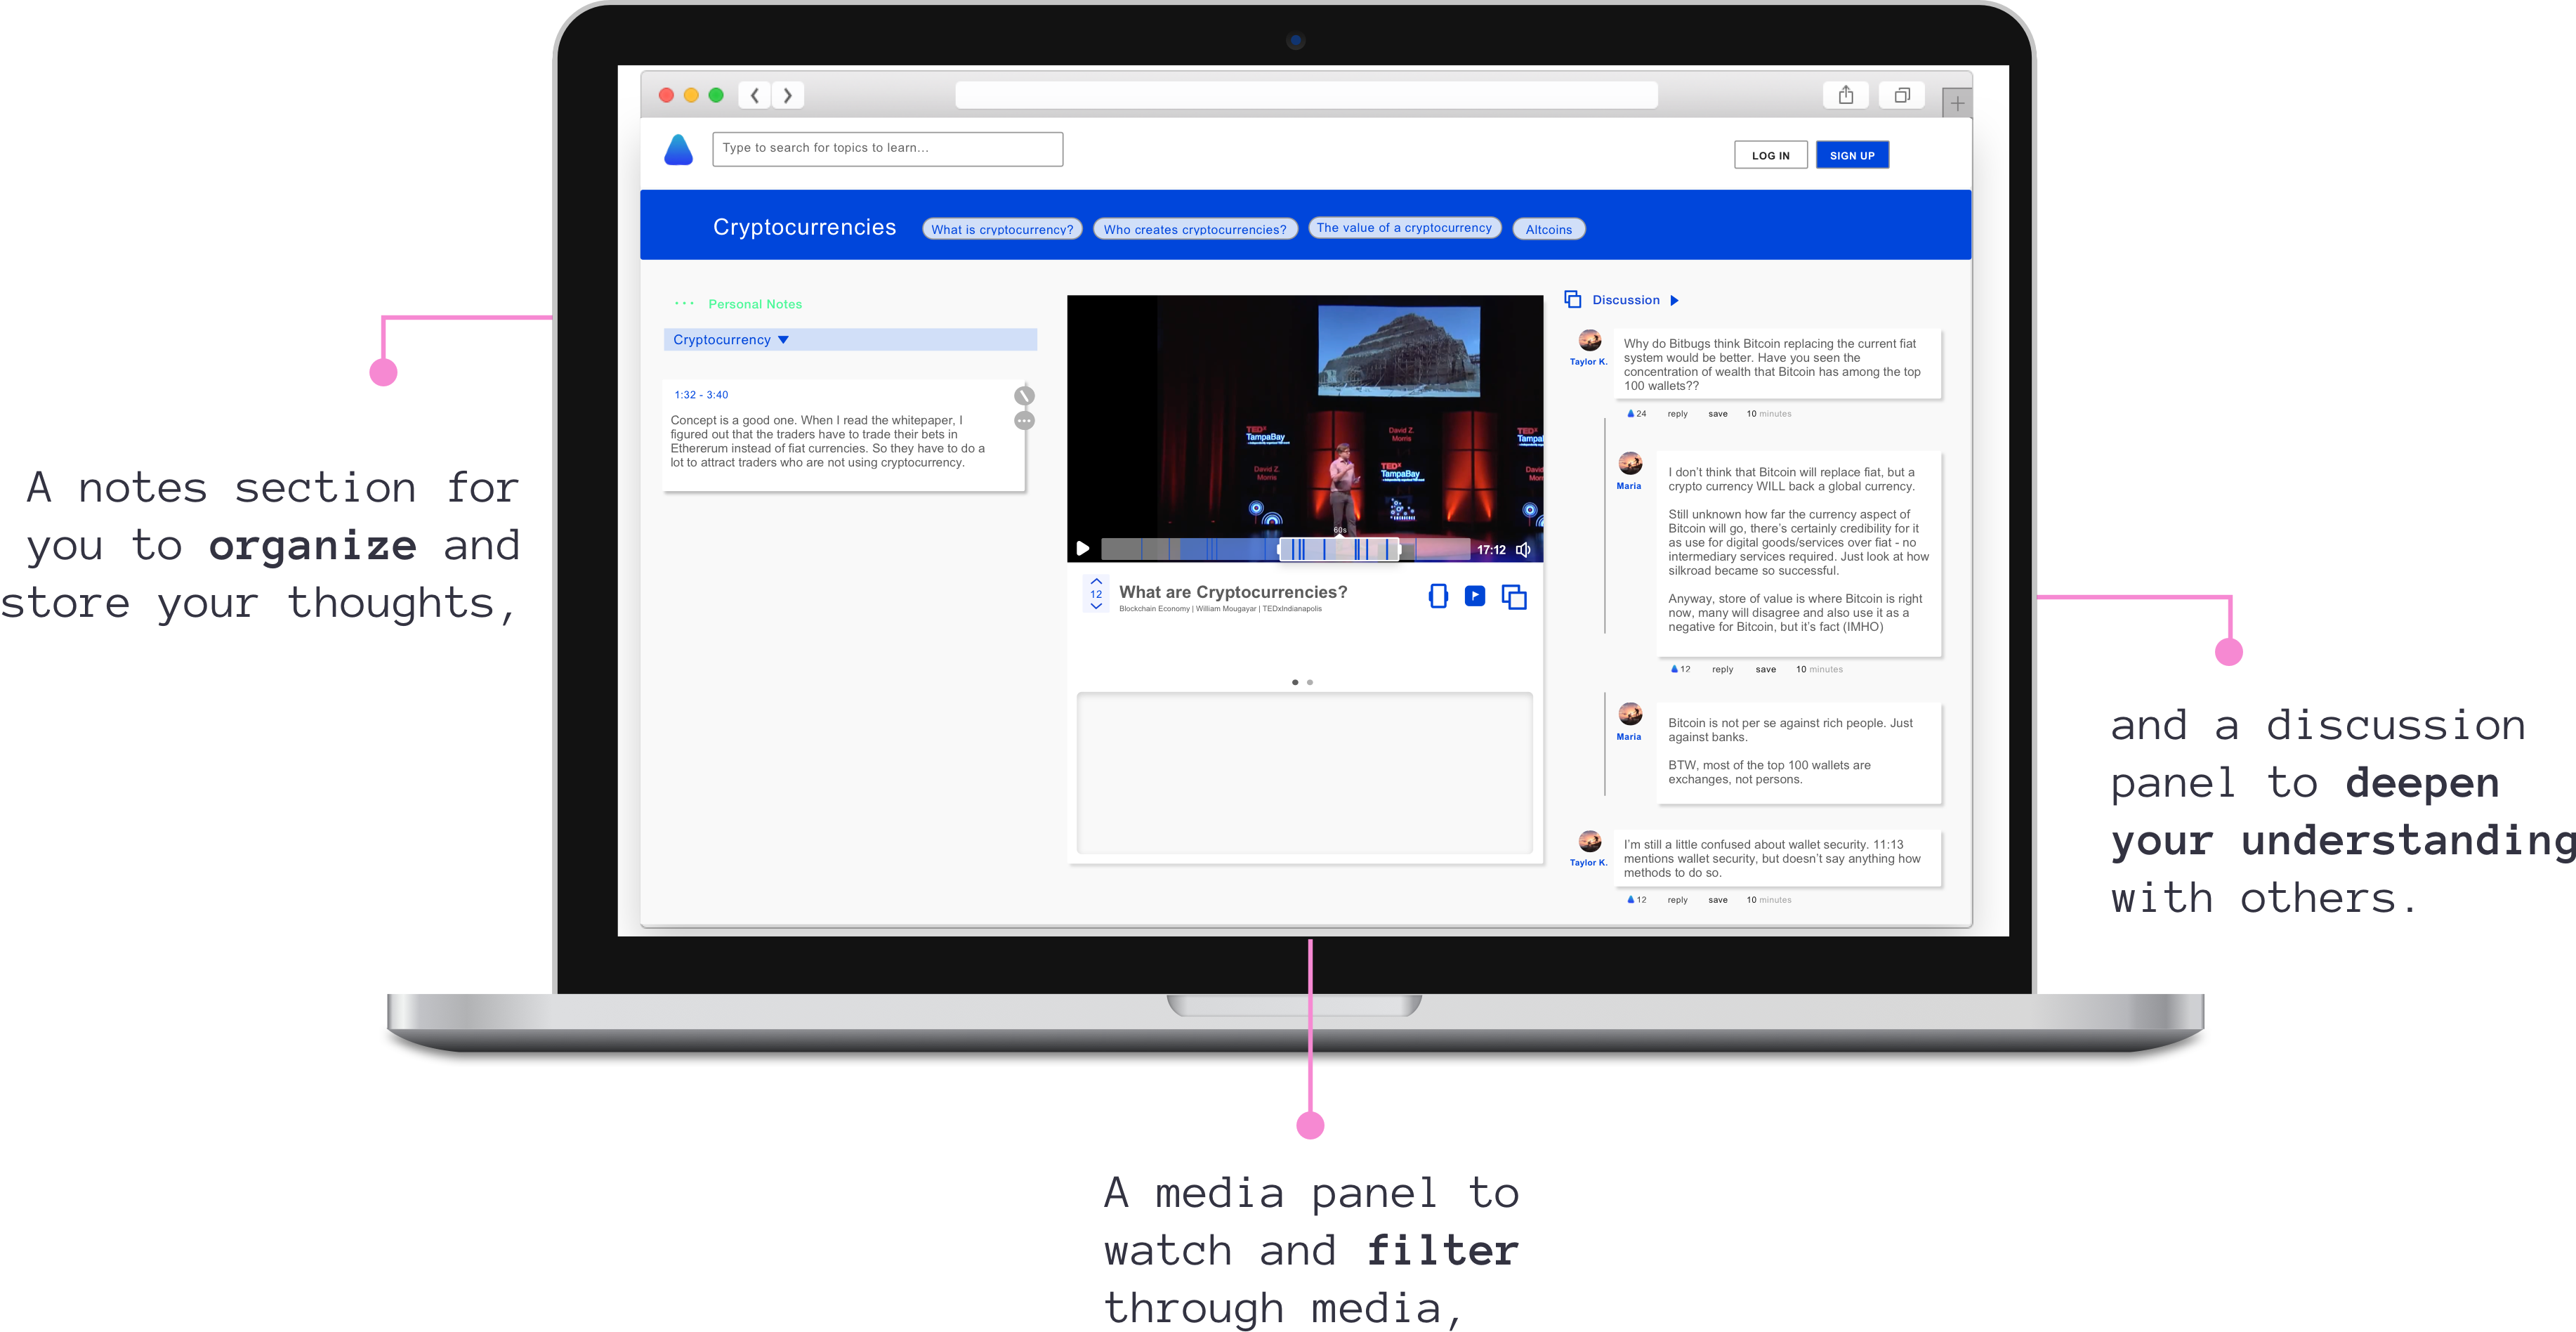 Type to search for topics to learn...
LOG IN
SIGN UP
Cryptocurrencies
What is cryptocurrency?
Who creates cryptocurrencies?
The value of a cryptocurrency
Altcoins
Personal Notes
Cryptocurrency
1:32 - 3:40
Concept is a good one. When I read the whitepaper, I
figured out that the traders have to trade their bets in
Ethererum instead of fiat currencies. So they have to do a
lot to attract traders who are not using cryptocurrency.
A notes section for
you to organize and
store your thoughts,
TEDx
TampaBay
David Z.
Morris
TEDx
Tampa
David Z.
Morris
TEDx
TampaBay
David
60s
17:12
12
What are Cryptocurrencies?
Blockchain Economy | William Mougayar | TEDxIndianapolis
Discussion
Taylor K.
Why do Bitbugs think Bitcoin replacing the current fiat
system would be better. Have you seen the
concentration of wealth that Bitcoin has among the top
100 wallets??
24 reply save 10 minutes
Maria
I don't think that Bitcoin will replace fiat, but a
crypto currency WILL back a global currency.
Still unknown how far the currency aspect of
Bitcoin will go, there's certainly credibility for it
as use for digital goods/services over fiat - no
intermediary services required. Just look at how
silkroad became so successful.
Anyway, store of value is where Bitcoin is right
now, many will disagree and also use it as a
negative for Bitcoin, but it's fact (IMHO)
12 reply save 10 minutes
Maria
Bitcoin is not per se against rich people. Just
against banks.
BTW, most of the top 100 wallets are
exchanges, not persons.
Taylor K.
I'm still a little confused about wallet security. 11:13
mentions wallet security, but doesn't say anything how
methods to do so.
12 reply save 10 minutes
and a discussion
panel to deepen
your understanding
with others.
A media panel to
watch and filter
through media,